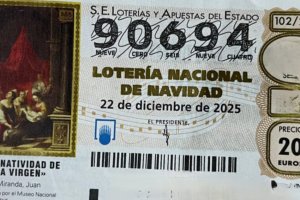 S.E. LOTERÍAS Y APUESTAS DEL ESTADO
102/
90694
NUEVE CERO SEIS NUEVE CUATRO
LOTERÍA NACIONAL
DE NAVIDAD
22 de diciembre de 2025
EL PRESIDENTE
PRECIO
20
EURO
NATIVIDAD DE
A VIRGEN»
Miranda, Juan
o por el Museo Nacional